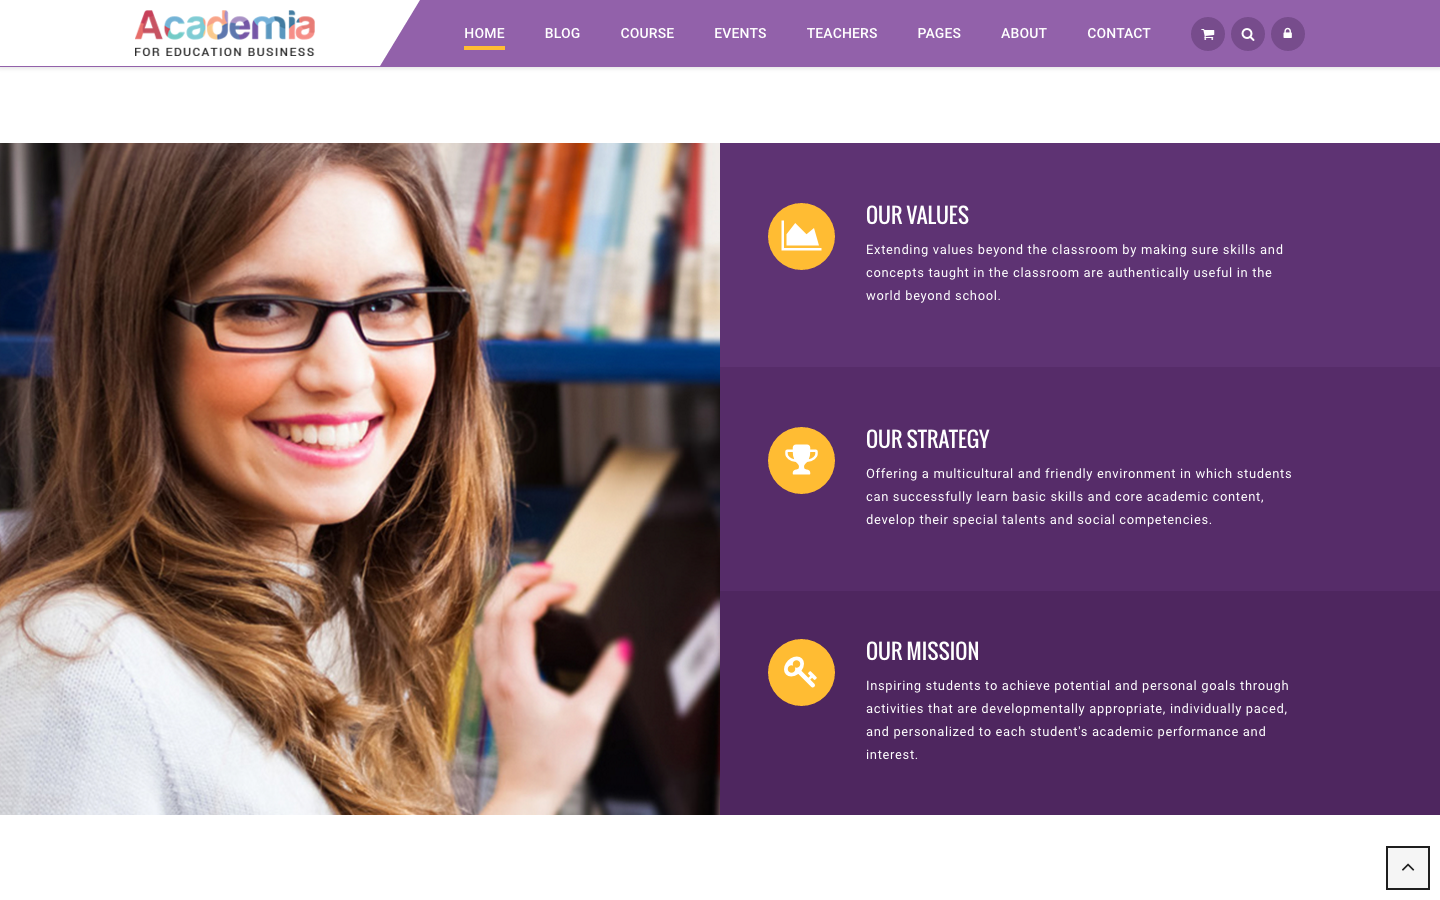 Academia
FOR EDUCATION BUSINESS
HOME BLOG COURSE EVENTS TEACHERS PAGES ABOUT CONTACT
OUR VALUES
Extending values beyond the classroom by making sure skills and
concepts taught in the classroom are authentically useful in the
world beyond school.
OUR STRATEGY
Offering a multicultural and friendly environment in which students
can successfully learn basic skills and core academic content,
develop their special talents and social competencies.
OUR MISSION
Inspiring students to achieve potential and personal goals through
activities that are developmentally appropriate, individually paced,
and personalized to each student's academic performance and
interest.